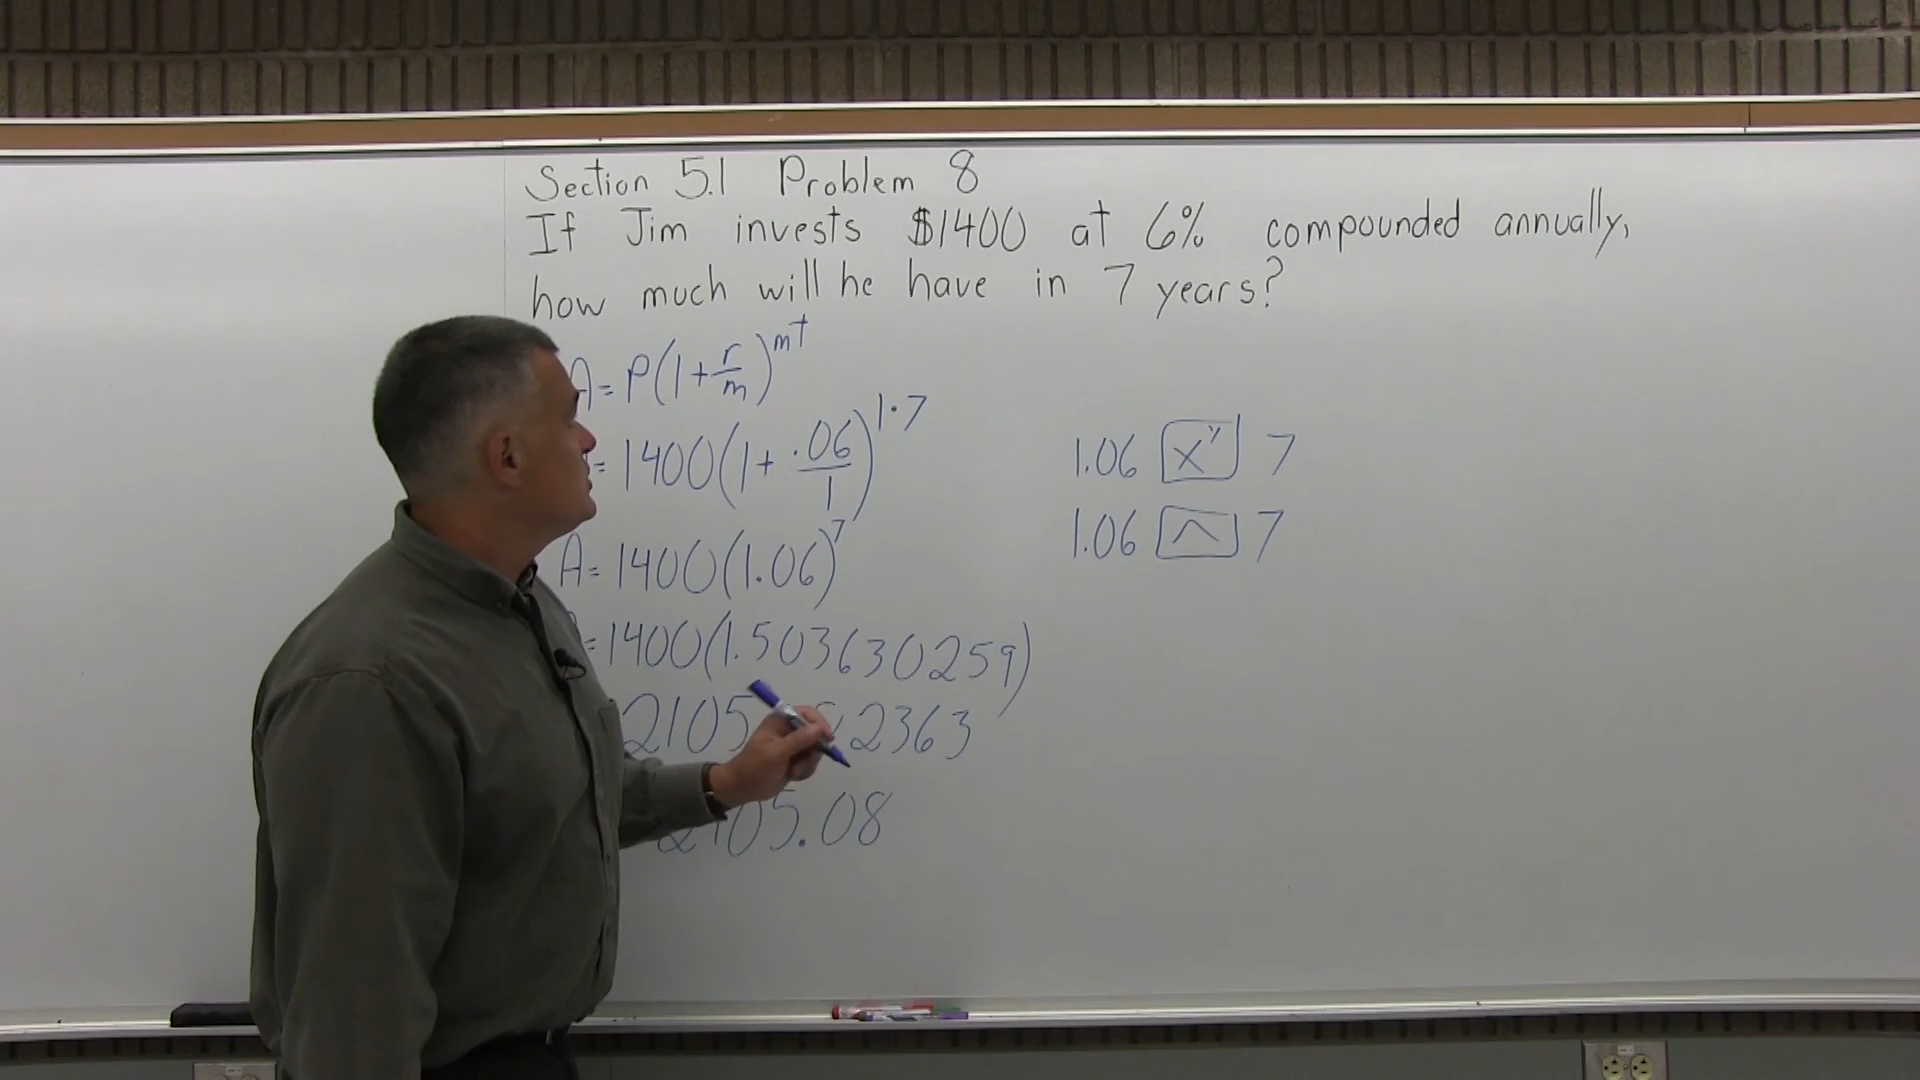 Section 5.1 Problem 8
If Jim invests $1400 at 6% compounded annually,
how much will he have in 7 years?
A = P(1 + r/m)^mt
= 1400(1 + .06/1)^1·7
A = 1400(1.06)^7
= 1400(1.503630259)
2105 2363
2105.08
1.06 x^y 7
1.06 ^ 7